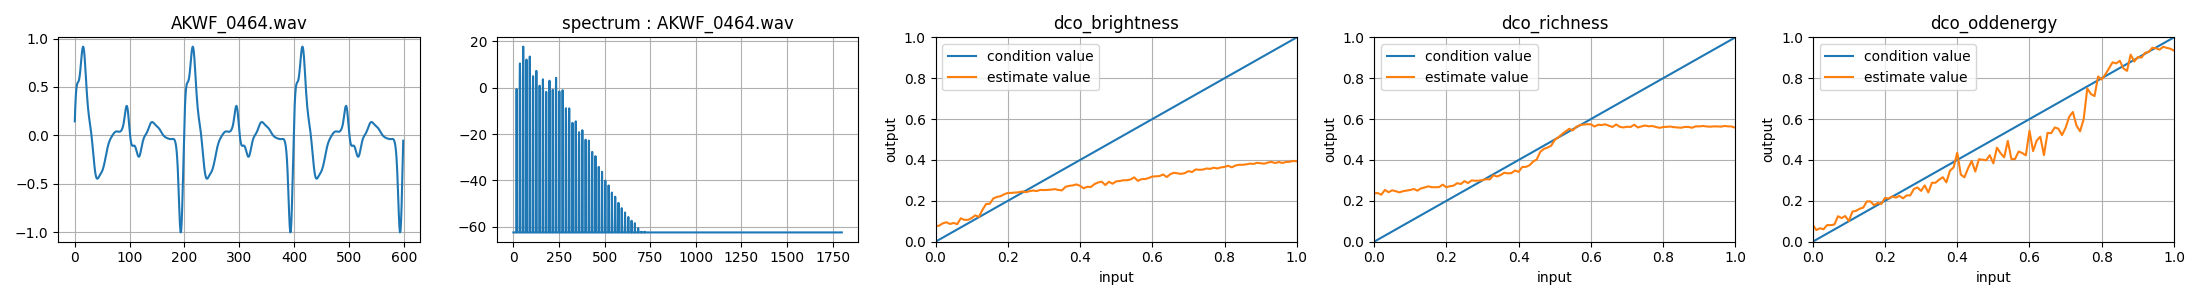 AKWF_0464.wav
1.0
0.5
0.0
−0.5
−1.0
0 100 200 300 400 500 600
spectrum : AKWF_0464.wav
20
0
−20
−40
−60
0 250 500 750 1000 1250 1500 1750
dco_brightness
condition value
estimate value
output
1.0
0.8
0.6
0.4
0.2
0.0
0.0 0.2 0.4 0.6 0.8 1.0
input
dco_richness
condition value
estimate value
output
1.0
0.8
0.6
0.4
0.2
0.0
0.0 0.2 0.4 0.6 0.8 1.0
input
dco_oddenergy
condition value
estimate value
output
1.0
0.8
0.6
0.4
0.2
0.0
0.0 0.2 0.4 0.6 0.8 1.0
input